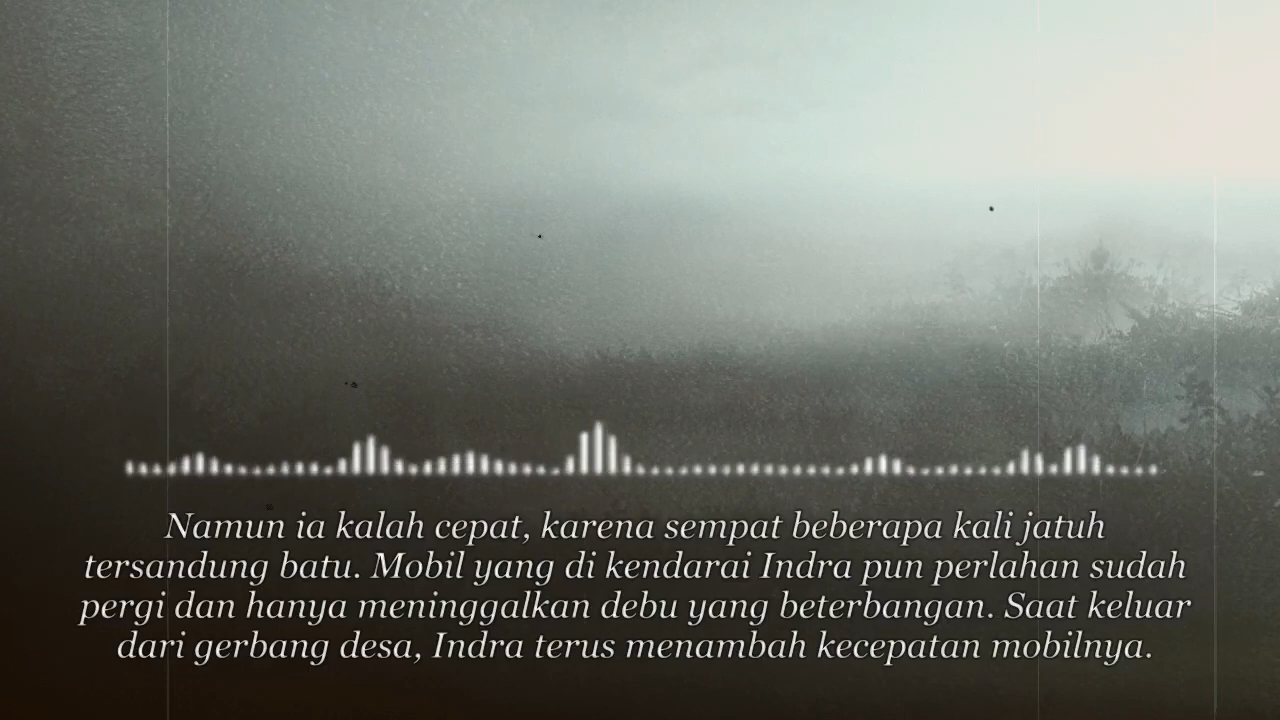 Namun ia kalah cepat, karena sempat beberapa kali jatuh
tersandung batu. Mobil yang di kendarai Indra pun perlahan sudah
pergi dan hanya meninggalkan debu yang beterbangan. Saat keluar
dari gerbang desa, Indra terus menambah kecepatan mobilnya.